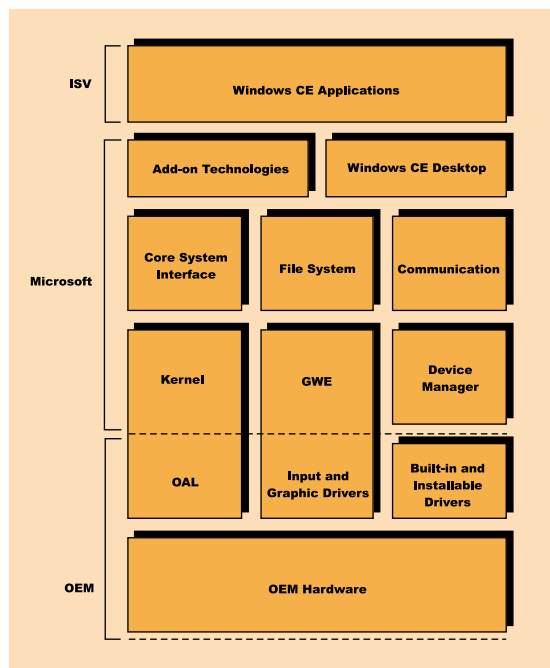 ISV
Windows CE Applications
Add-on Technologies
Windows CE Desktop
Microsoft
Core System
Interface
File System
Communication
Kernel
GWE
Device
Manager
OAL
Input and
Graphic Drivers
Built-in and
Installable
Drivers
OEM
OEM Hardware